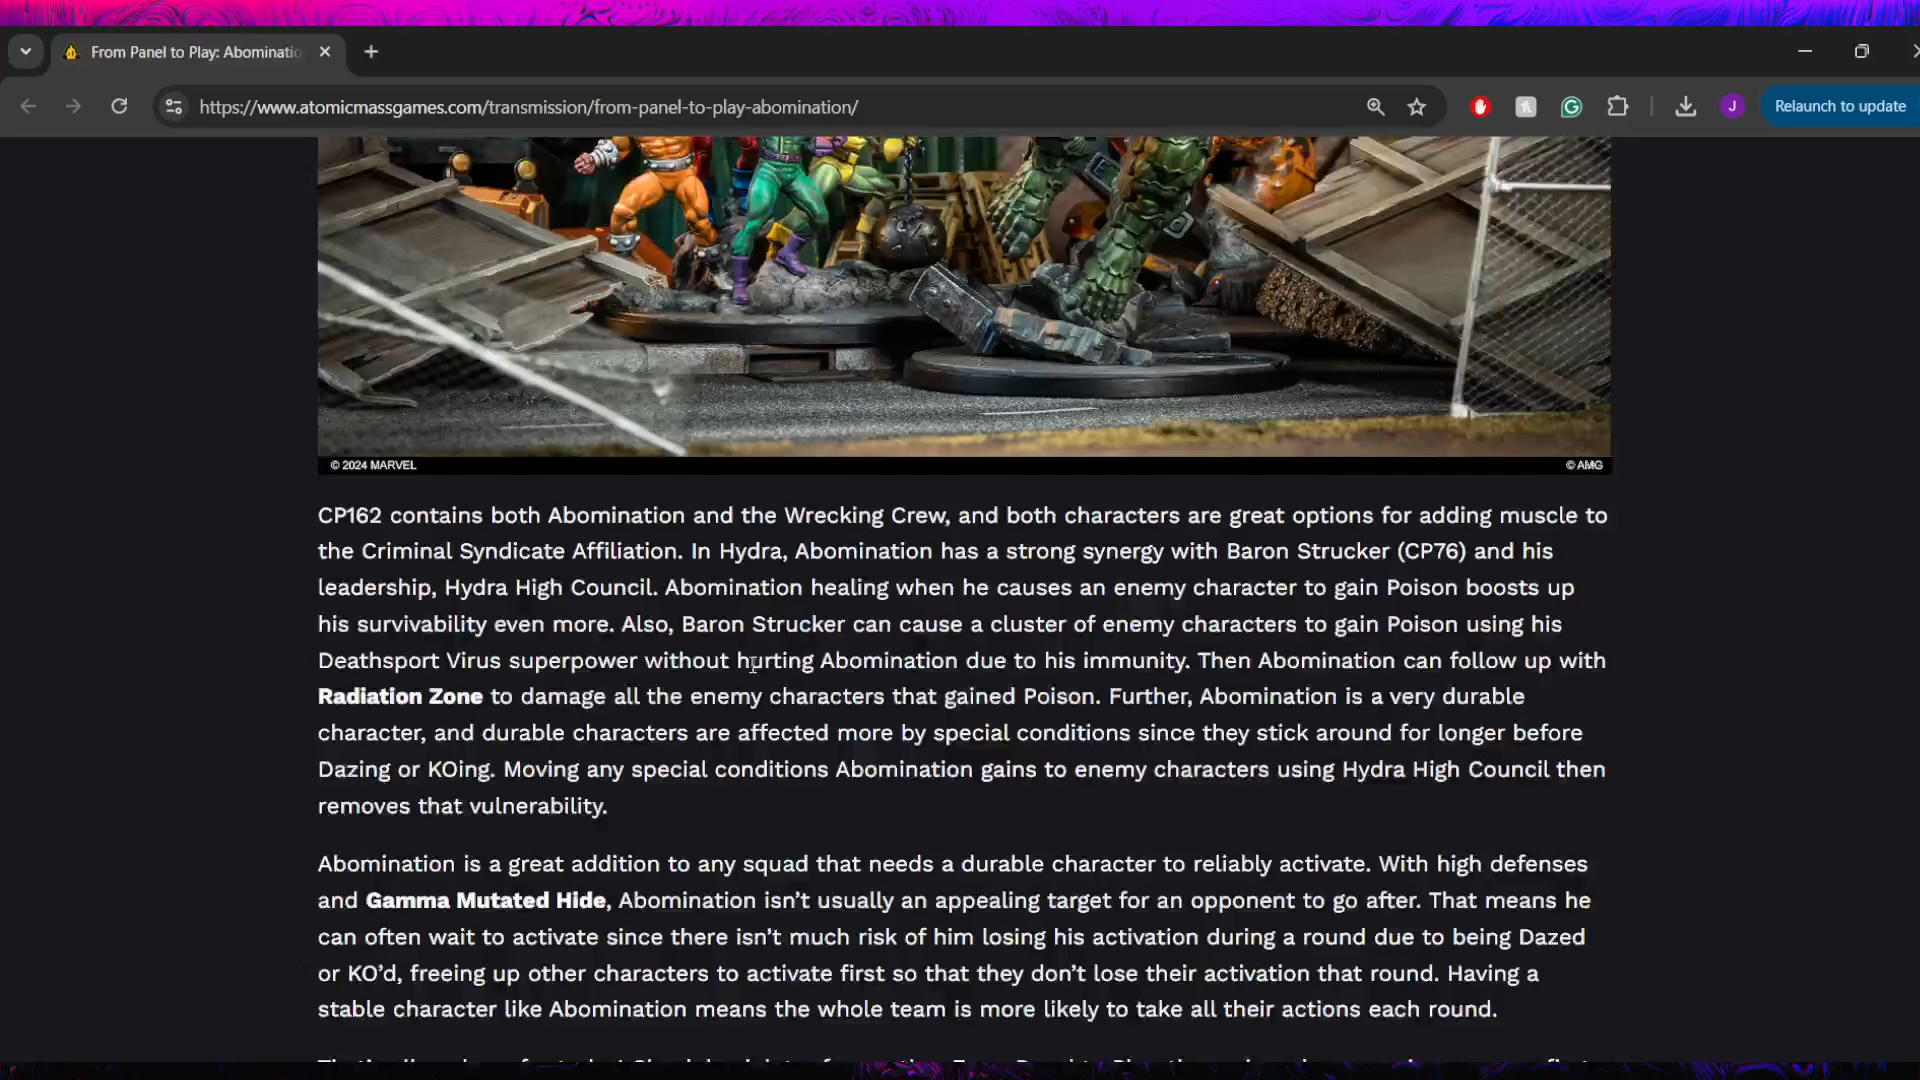 From Panel to Play: Abominatio
https://www.atomicmassgames.com/transmission/from-panel-to-play-abomination/
J
Relaunch to update
© 2024 MARVEL
© AMG
CP162 contains both Abomination and the Wrecking Crew, and both characters are great options for adding muscle to
the Criminal Syndicate Affiliation. In Hydra, Abomination has a strong synergy with Baron Strucker (CP76) and his
leadership, Hydra High Council. Abomination healing when he causes an enemy character to gain Poison boosts up
his survivability even more. Also, Baron Strucker can cause a cluster of enemy characters to gain Poison using his
Deathsport Virus superpower without hurting Abomination due to his immunity. Then Abomination can follow up with
Radiation Zone to damage all the enemy characters that gained Poison. Further, Abomination is a very durable
character, and durable characters are affected more by special conditions since they stick around for longer before
Dazing or KOing. Moving any special conditions Abomination gains to enemy characters using Hydra High Council then
removes that vulnerability.
Abomination is a great addition to any squad that needs a durable character to reliably activate. With high defenses
and Gamma Mutated Hide, Abomination isn't usually an appealing target for an opponent to go after. That means he
can often wait to activate since there isn't much risk of him losing his activation during a round due to being Dazed
or KO'd, freeing up other characters to activate first so that they don't lose their activation that round. Having a
stable character like Abomination means the whole team is more likely to take all their actions each round.